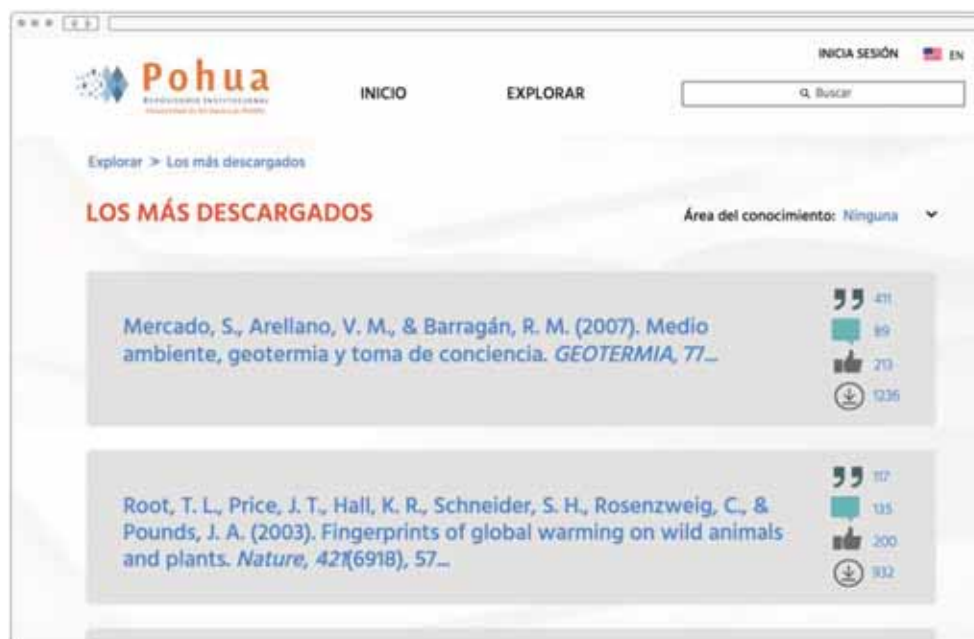 INICIA SESIÓN EN
Pohua
REPOSITORIO INSTITUCIONAL
INICIO EXPLORAR Buscar
Explorar > Los más descargados
LOS MÁS DESCARGADOS
Área del conocimiento: Ninguna
Mercado, S., Arellano, V. M., & Barragán, R. M. (2007). Medio
ambiente, geotermia y toma de conciencia. GEOTERMIA, 77...
411
89
213
1236
Root, T. L., Price, J. T., Hall, K. R., Schneider, S. H., Rosenzweig, C., &
Pounds, J. A. (2003). Fingerprints of global warming on wild animals
and plants. Nature, 421(6918), 57...
117
135
200
932